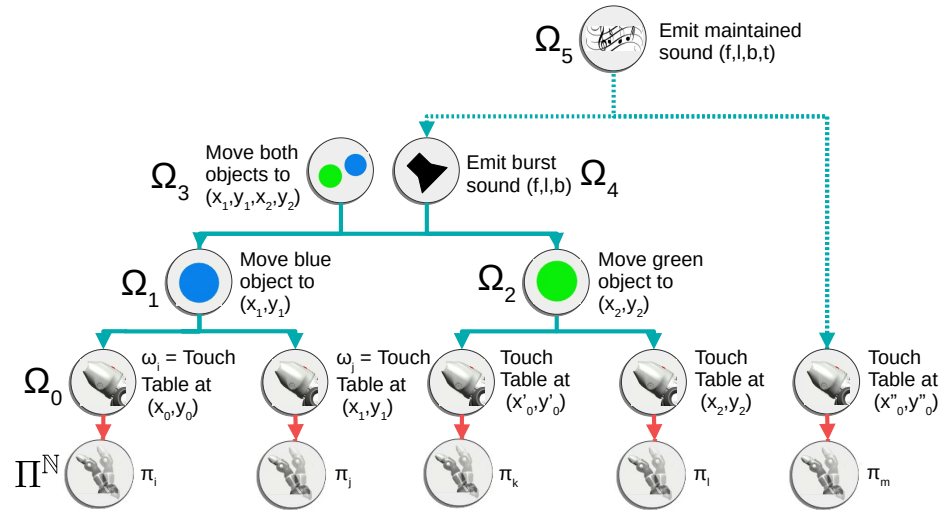 Ω₅
Emit maintained
sound (f,l,b,t)
Ω₃
Move both
objects to
(x₁,y₁,x₂,y₂)
Emit burst
sound (f,l,b)
Ω₄
Ω₁
Move blue
object to
(x₁,y₁)
Ω₂
Move green
object to
(x₂,y₂)
Ω₀
ωᵢ = Touch
Table at
(x₀,y₀)
ωⱼ = Touch
Table at
(x₁,y₁)
Touch
Table at
(x'₀,y'₀)
Touch
Table at
(x₂,y₂)
Touch
Table at
(x"₀,y"₀)
Π^ℕ
πᵢ
πⱼ
πₖ
πₗ
πₘ